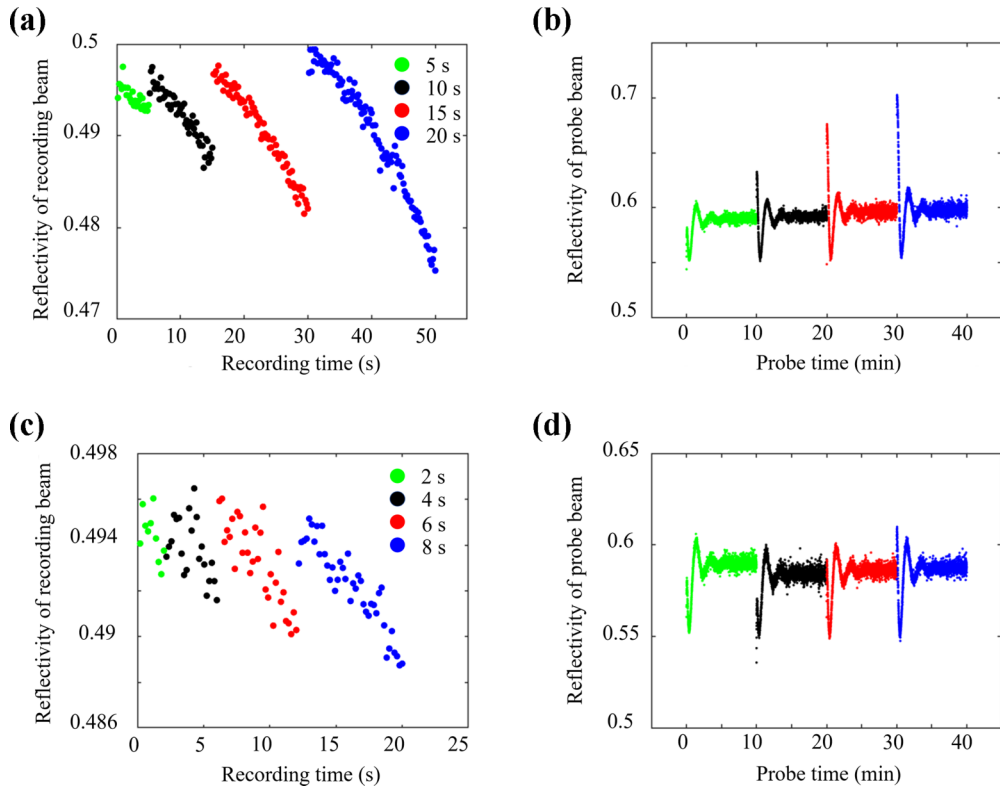 (a)
Reflectivity of recording beam
0.5
0.49
0.48
0.47
0
10
20
30
40
50
Recording time (s)
5 s
10 s
15 s
20 s
(b)
Reflectivity of probe beam
0.7
0.6
0.5
0
10
20
30
40
Probe time (min)
(c)
Reflectivity of recording beam
0.498
0.494
0.49
0.486
0
5
10
15
20
25
Recording time (s)
2 s
4 s
6 s
8 s
(d)
Reflectivity of probe beam
0.65
0.6
0.55
0.5
0
10
20
30
40
Probe time (min)